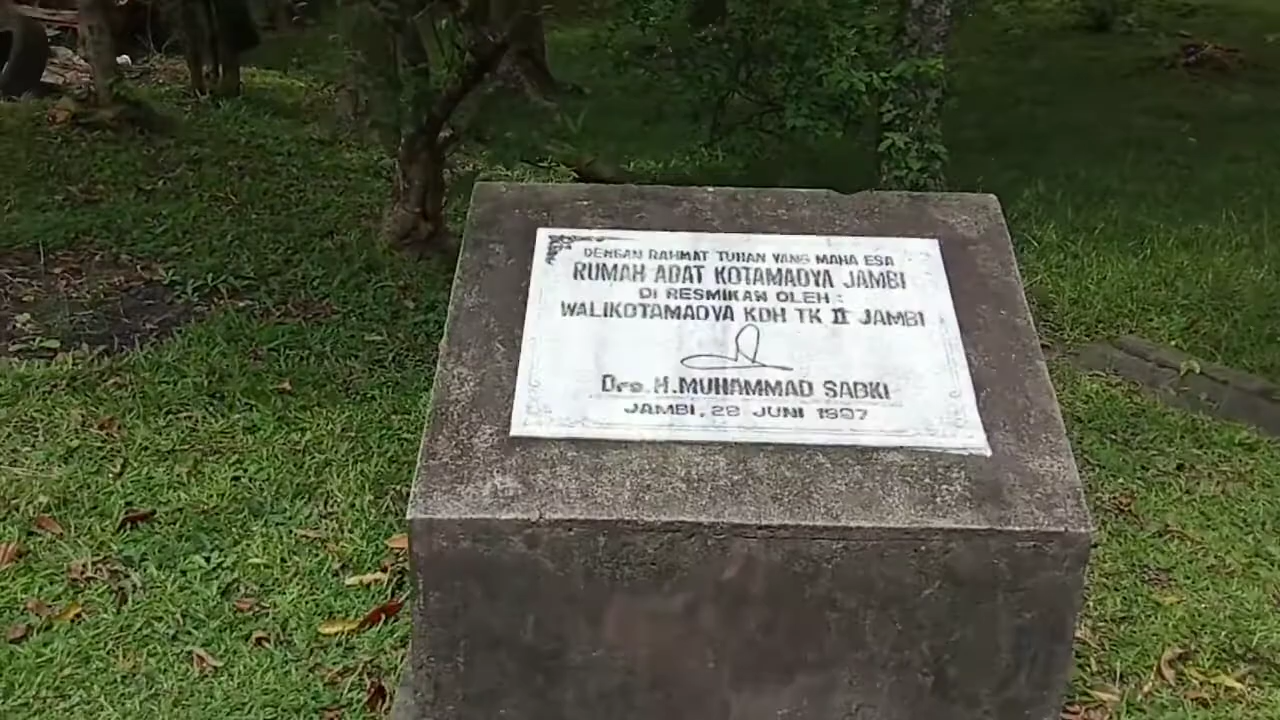 DENGAN RAHMAT TUHAN YANG MAHA ESA
RUMAH ADAT KOTAMADYA JAMBI
DI RESMIKAN OLEH :
WALIKOTAMADYA KDH TK II JAMBI
Drs. H.MUHAMMAD SABKI
JAMBI, 28 JUNI 1997